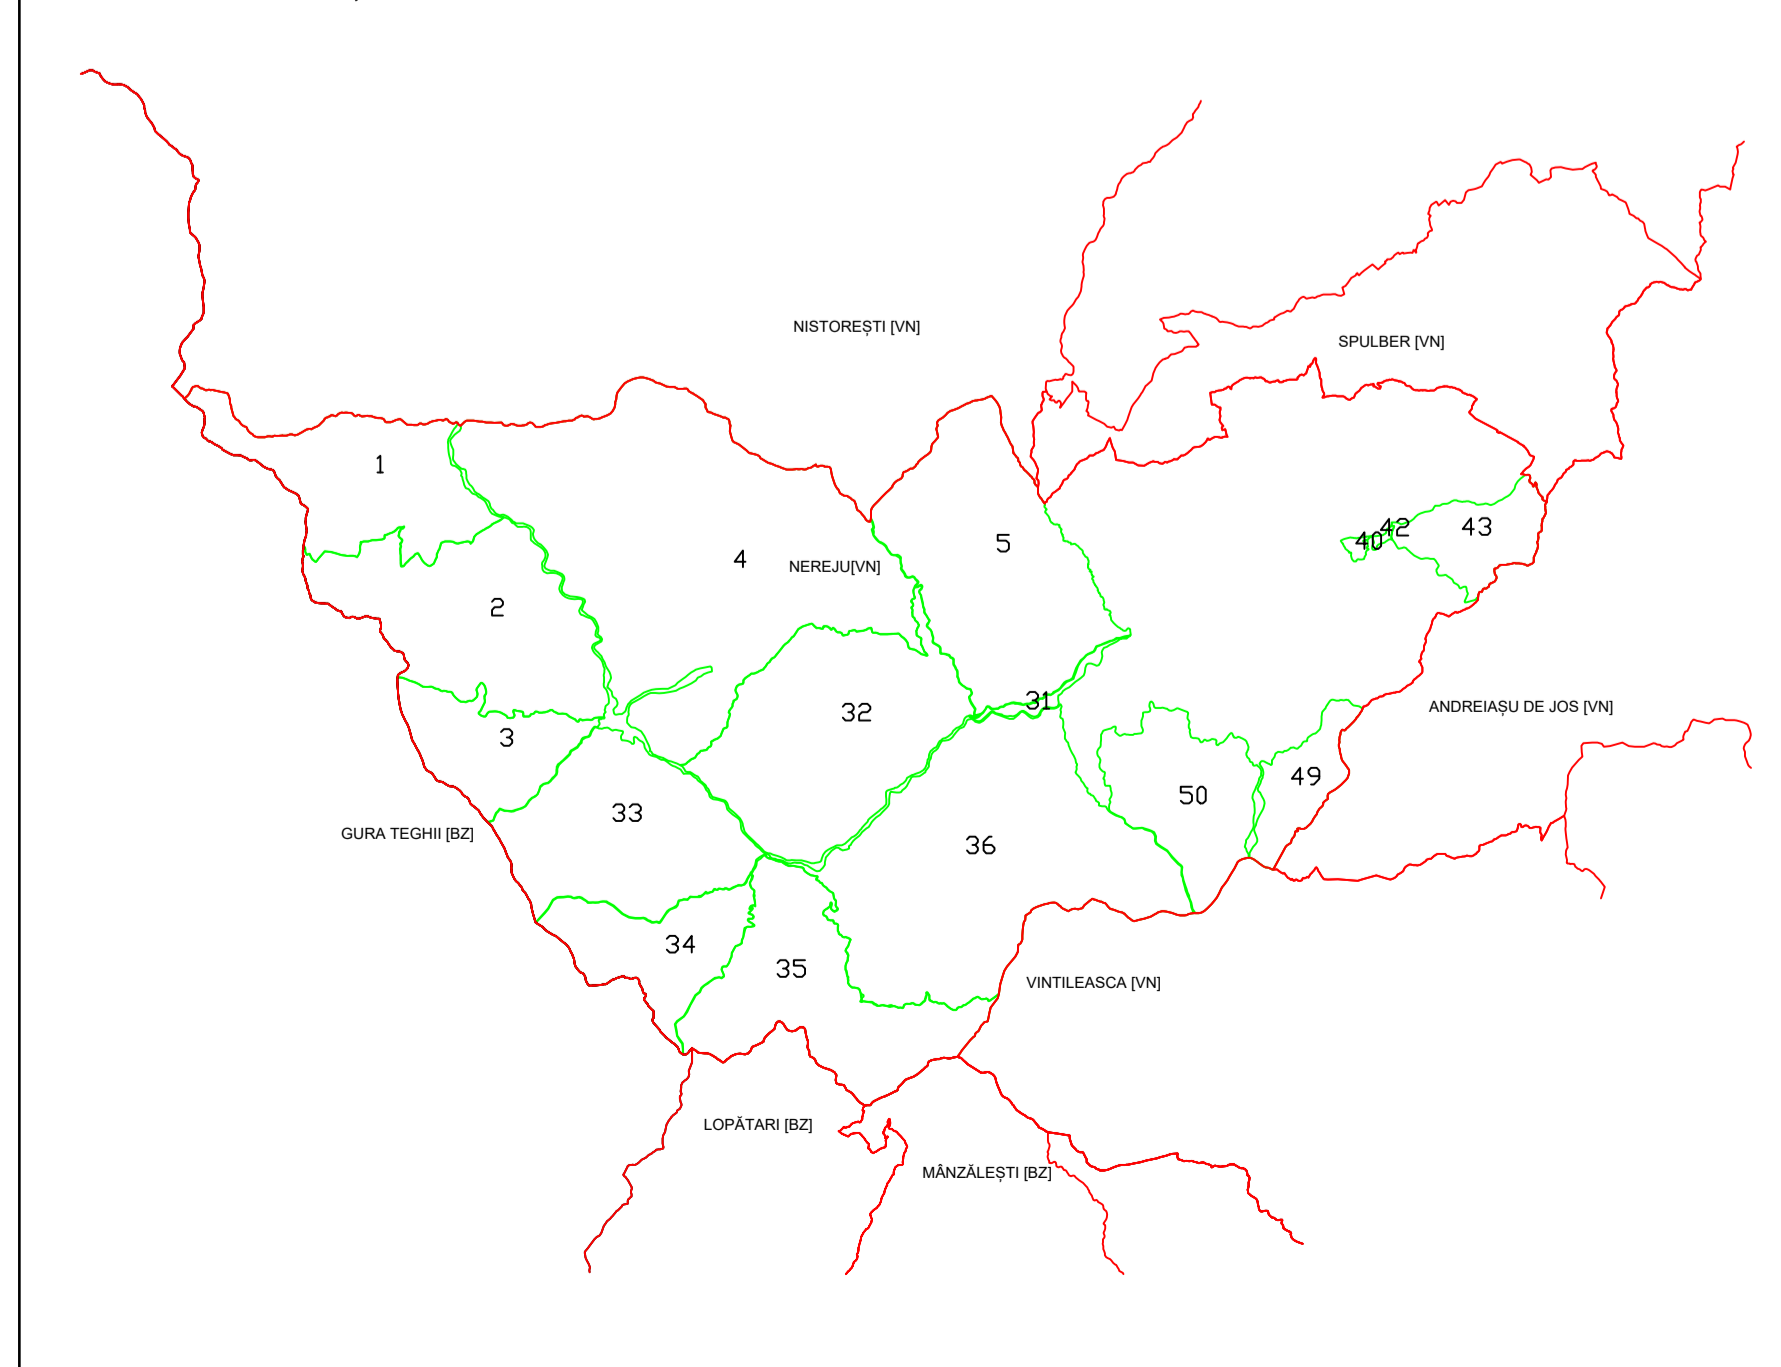 NISTOREȘTI [VN]
SPULBER [VN]
1
4
5
40
42
43
NEREJU[VN]
2
31
32
ANDREIAȘU DE JOS [VN]
3
49
50
33
GURA TEGHII [BZ]
36
34
35
VINTILEASCA [VN]
LOPĂTARI [BZ]
MÂNZĂLEȘTI [BZ]